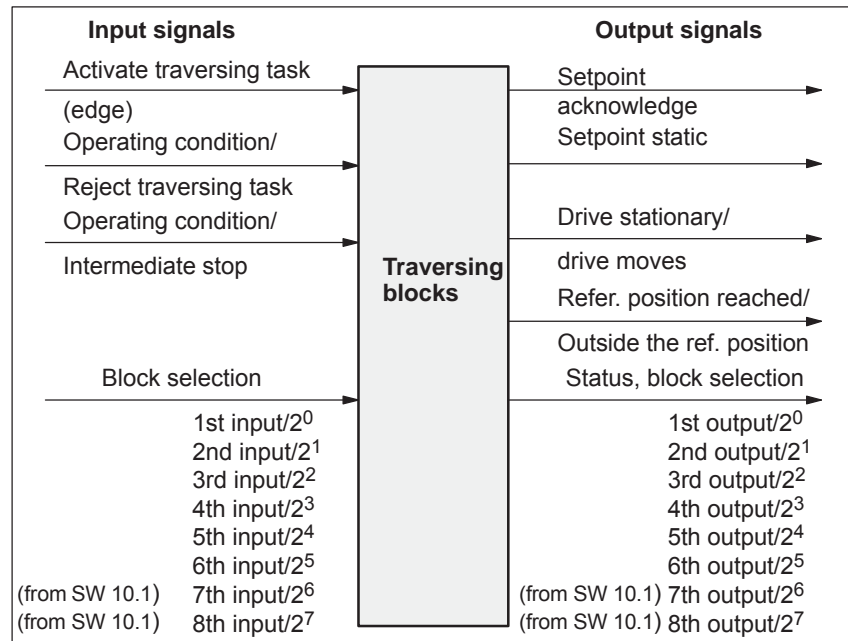 Input signals
Activate traversing task
(edge)
Operating condition/
Reject traversing task
Operating condition/
Intermediate stop
Block selection
1st input/2⁰
2nd input/2¹
3rd input/2²
4th input/2³
5th input/2⁴
6th input/2⁵
(from SW 10.1) 7th input/2⁶
(from SW 10.1) 8th input/2⁷
Traversing
blocks
Output signals
Setpoint
acknowledge
Setpoint static
Drive stationary/
drive moves
Refer. position reached/
Outside the ref. position
Status, block selection
1st output/2⁰
2nd output/2¹
3rd output/2²
4th output/2³
5th output/2⁴
6th output/2⁵
(from SW 10.1) 7th output/2⁶
(from SW 10.1) 8th output/2⁷